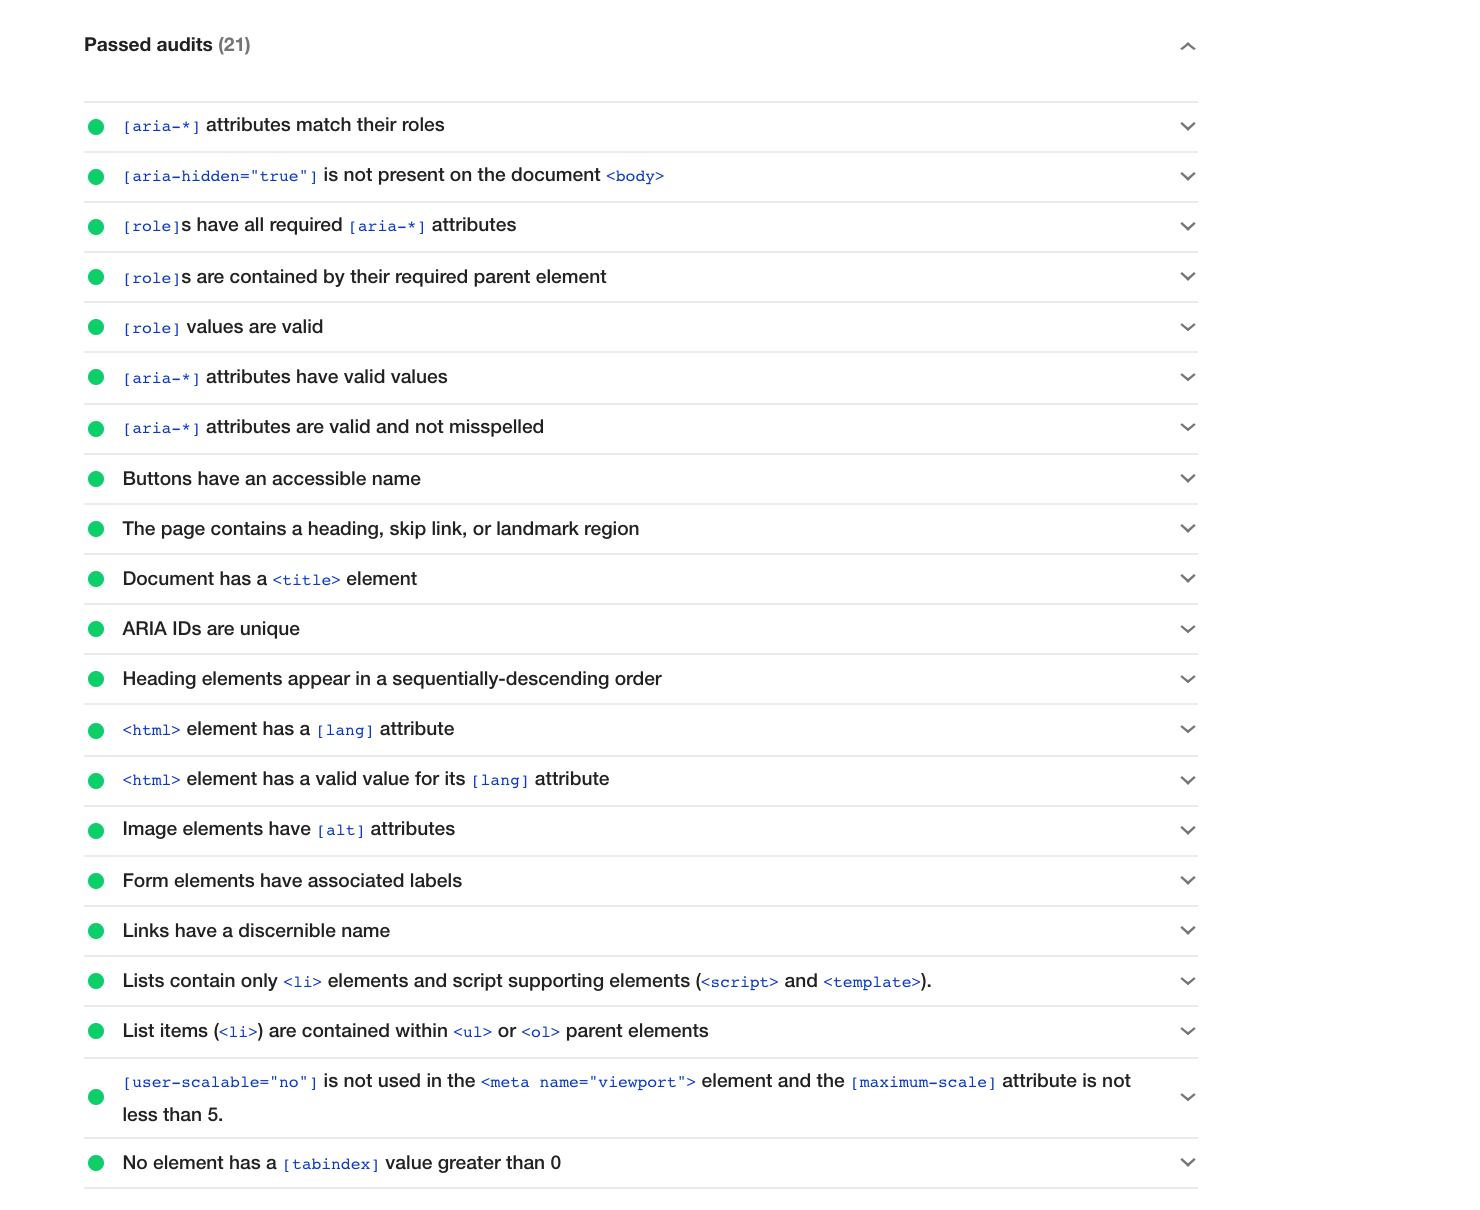 Passed audits (21)
[aria-*] attributes match their roles
[aria-hidden="true"] is not present on the document <body>
[role]s have all required [aria-*] attributes
[role]s are contained by their required parent element
[role] values are valid
[aria-*] attributes have valid values
[aria-*] attributes are valid and not misspelled
Buttons have an accessible name
The page contains a heading, skip link, or landmark region
Document has a <title> element
ARIA IDs are unique
Heading elements appear in a sequentially-descending order
<html> element has a [lang] attribute
<html> element has a valid value for its [lang] attribute
Image elements have [alt] attributes
Form elements have associated labels
Links have a discernible name
Lists contain only <li> elements and script supporting elements (<script> and <template>).
List items (<li>) are contained within <ul> or <ol> parent elements
[user-scalable="no"] is not used in the <meta name="viewport"> element and the [maximum-scale] attribute is not
less than 5.
No element has a [tabindex] value greater than 0